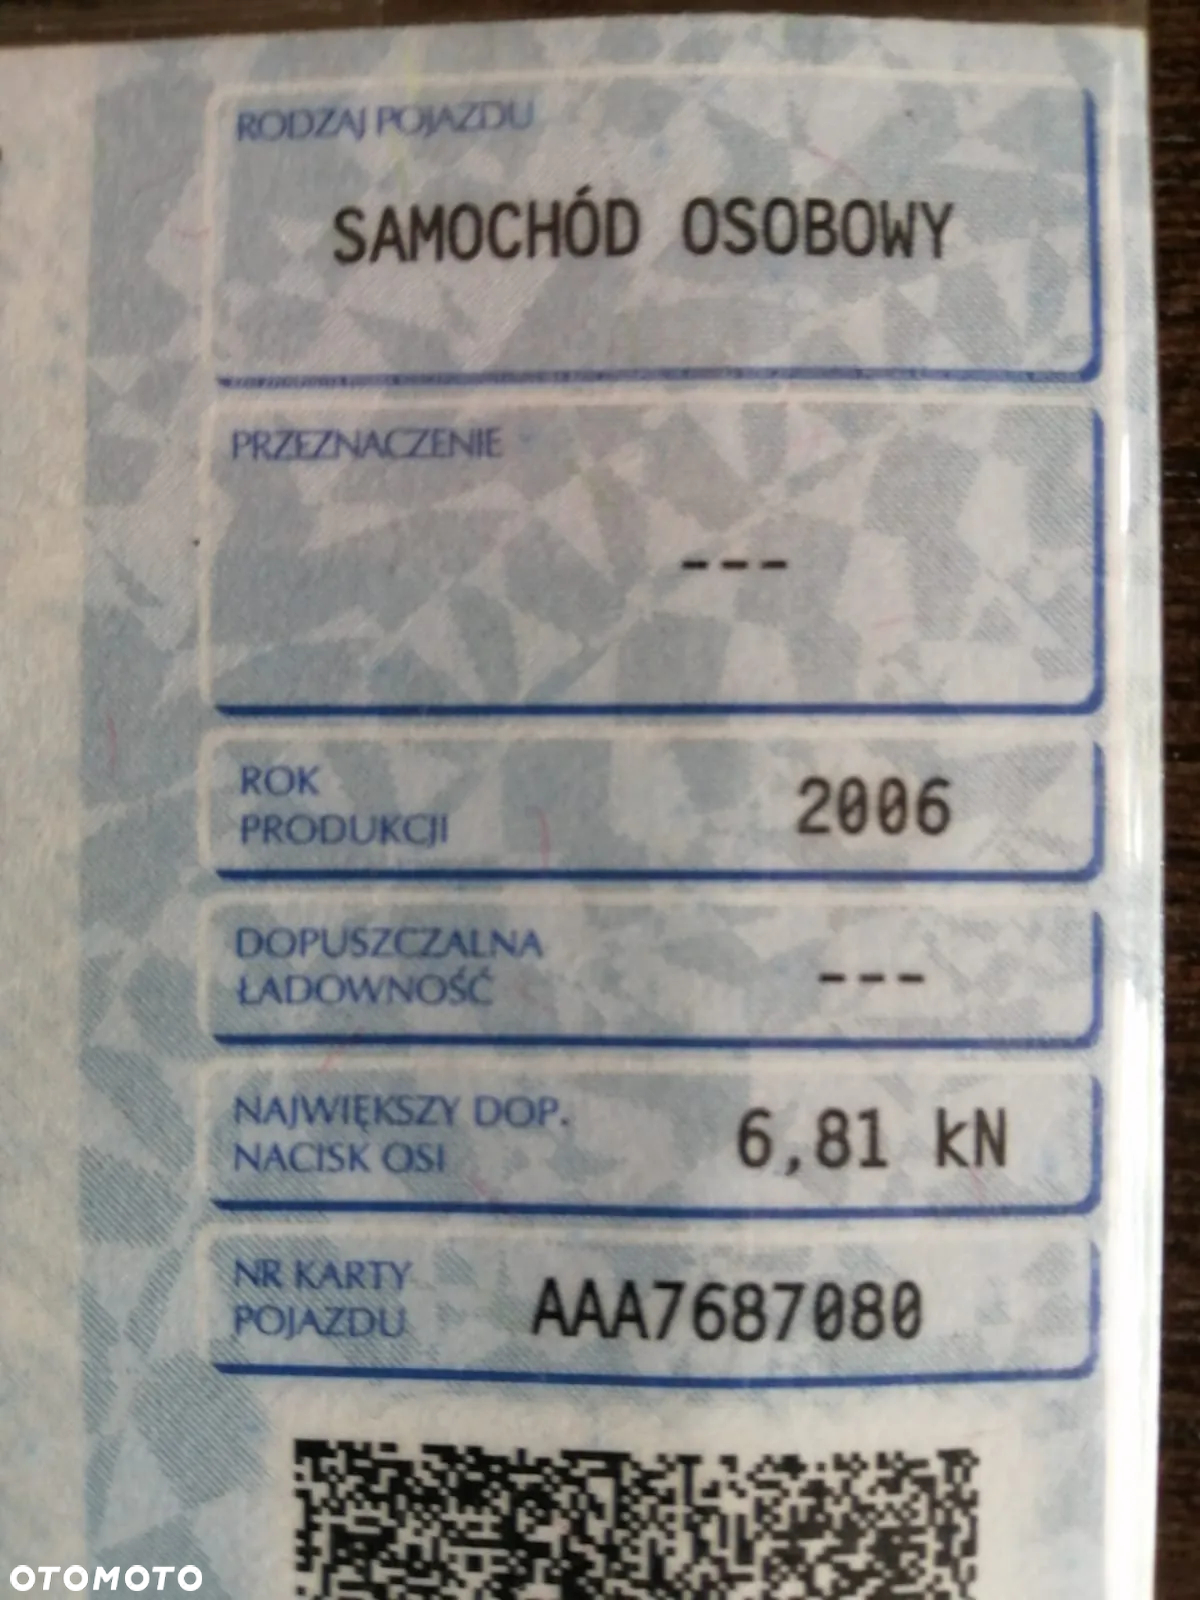 RODZAJ POJAZDU
SAMOCHÓD OSOBOWY
PRZEZNACZENIE
---
ROK
PRODUKCJI
2006
DOPUSZCZALNA
ŁADOWNOŚĆ
---
NAJWIĘKSZY DOP.
NACISK OSI
6,81 kN
NR KARTY
POJAZDU
AAA7687080
OTOMOTO